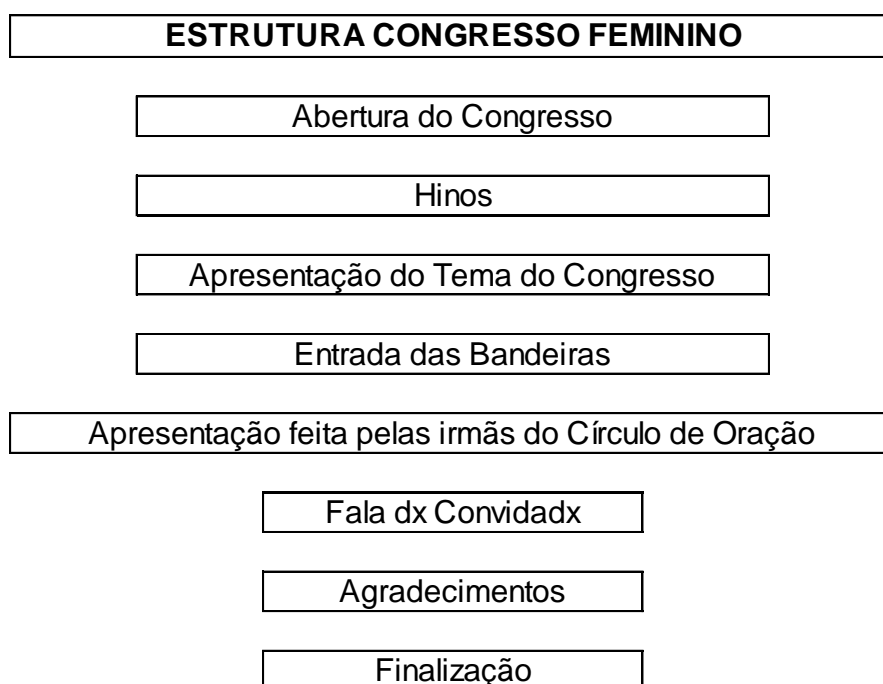 ESTRUTURA CONGRESSO FEMININO
Abertura do Congresso
Hinos
Apresentação do Tema do Congresso
Entrada das Bandeiras
Apresentação feita pelas irmãs do Círculo de Oração
Fala dx Convidadx
Agradecimentos
Finalização